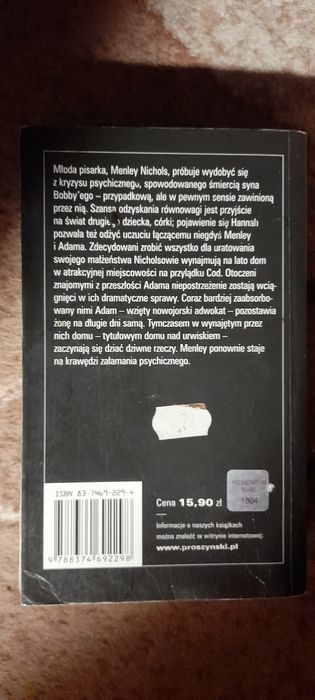 Młoda pisarka, Menley Nichols, próbuje wydobyć się
z kryzysu psychicznego, spowodowanego śmiercią syna
Bobby'ego – przypadkową, ale w pewnym sensie zawinioną
przez nią. Szansą odzyskania równowagi jest przyjście
na świat drugiego dziecka, córki; pojawienie się Hannah
pozwala też odżyć uczuciu łączącemu niegdyś Menley
i Adama. Zdecydowani zrobić wszystko dla uratowania
swojego małżeństwa Nicholsowie wynajmują na lato dom
w atrakcyjnej miejscowości na przylądku Cod. Otoczeni
znajomymi z przeszłości Adama niepostrzeżenie zostają wcią-
gnięci w ich dramatyczne sprawy. Coraz bardziej zaabsorbo-
wany nimi Adam – wzięty nowojorski adwokat – pozostawia
żonę na długie dni samą. Tymczasem w wynajętym przez
nich domu – tytułowym domu nad urwiskiem –
zaczynają się dziać dziwne rzeczy. Menley ponownie staje
na krawędzi załamania psychicznego.
ISBN 83-7469-229-4
9 788374 692298
Cena 15,90 zł
1804
Informacje o naszych książkach
można znaleźć w witrynie internetowej:
www.proszynski.pl